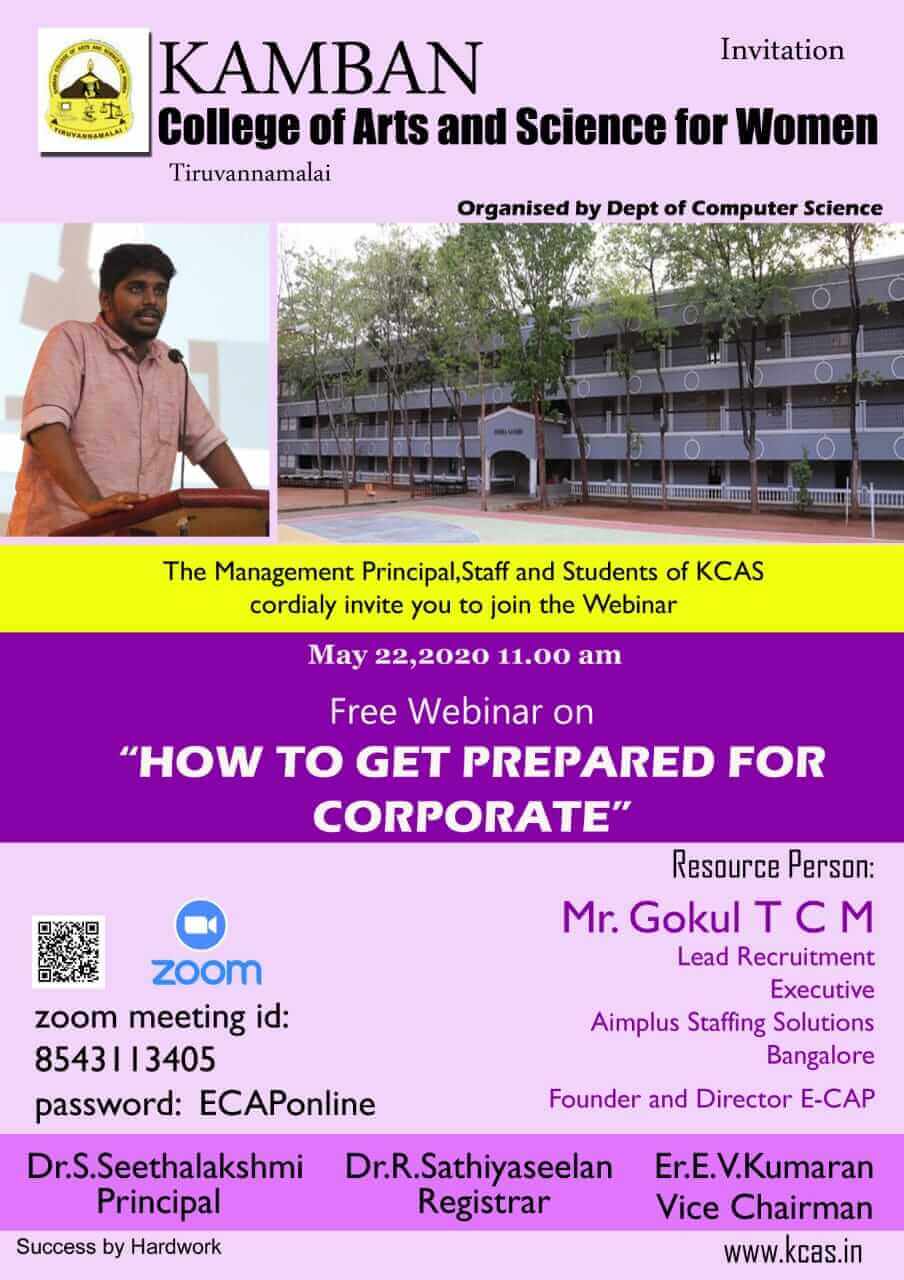 KAMBAN
Invitation
College of Arts and Science for Women
Tiruvannamalai
Organised by Dept of Computer Science
TIRUVANNAMALAI
The Management Principal,Staff and Students of KCAS
cordialy invite you to join the Webinar
May 22,2020 11.00 am
Free Webinar on
“HOW TO GET PREPARED FOR
CORPORATE”
Resource Person:
Mr. Gokul T C M
Lead Recruitment
Executive
Aimplus Staffing Solutions
Bangalore
Founder and Director E-CAP
zoom
zoom meeting id:
8543113405
password: ECAPonline
Dr.S.Seethalakshmi
Principal
Dr.R.Sathiyaseelan
Registrar
Er.E.V.Kumaran
Vice Chairman
Success by Hardwork
www.kcas.in